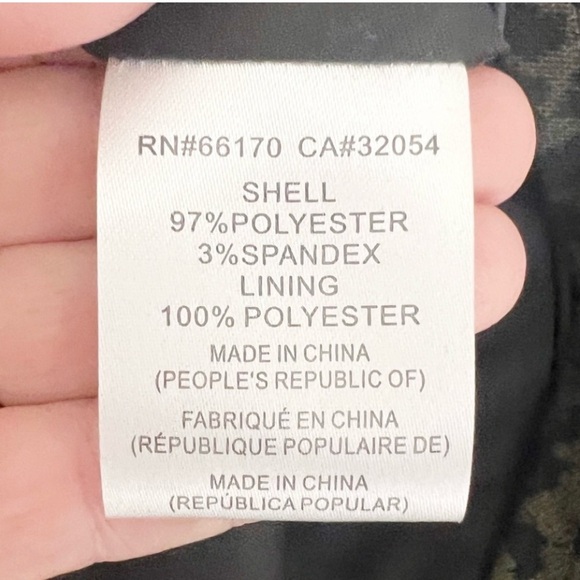 RN#66170 CA#32054
SHELL
97%POLYESTER
3%SPANDEX
LINING
100% POLYESTER
MADE IN CHINA
(PEOPLE'S REPUBLIC OF)
FABRIQUÉ EN CHINA
(RÉPUBLIQUE POPULAIRE DE)
MADE IN CHINA
(REPÚBLICA POPULAR)